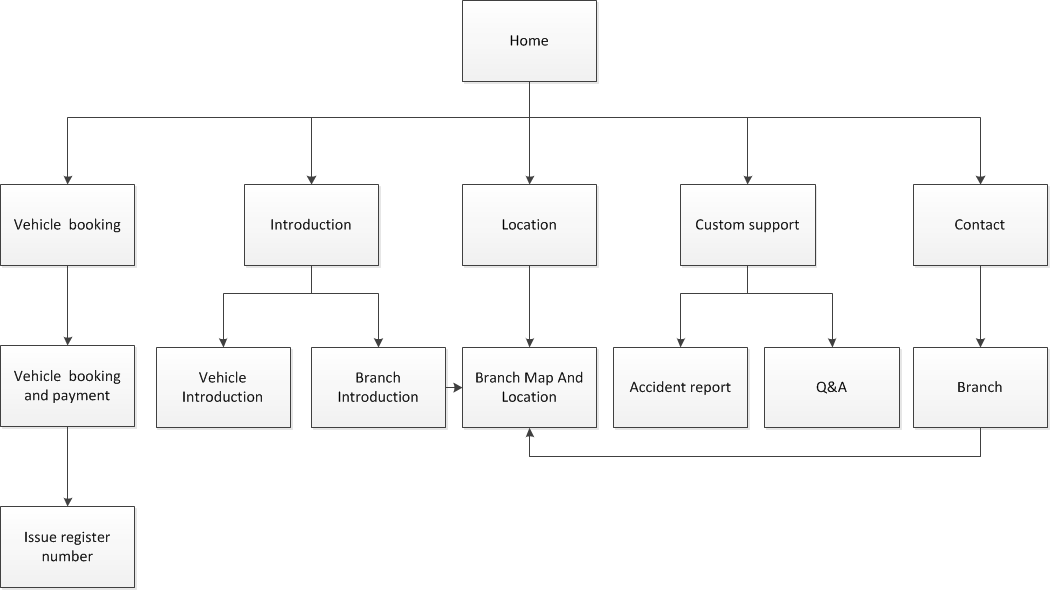 Home
Vehicle  booking
Introduction
Location
Custom support
Contact
Vehicle  booking
and payment
Vehicle
Introduction
Branch
Introduction
Branch Map And
Location
Accident report
Q&A
Branch
Issue register
number